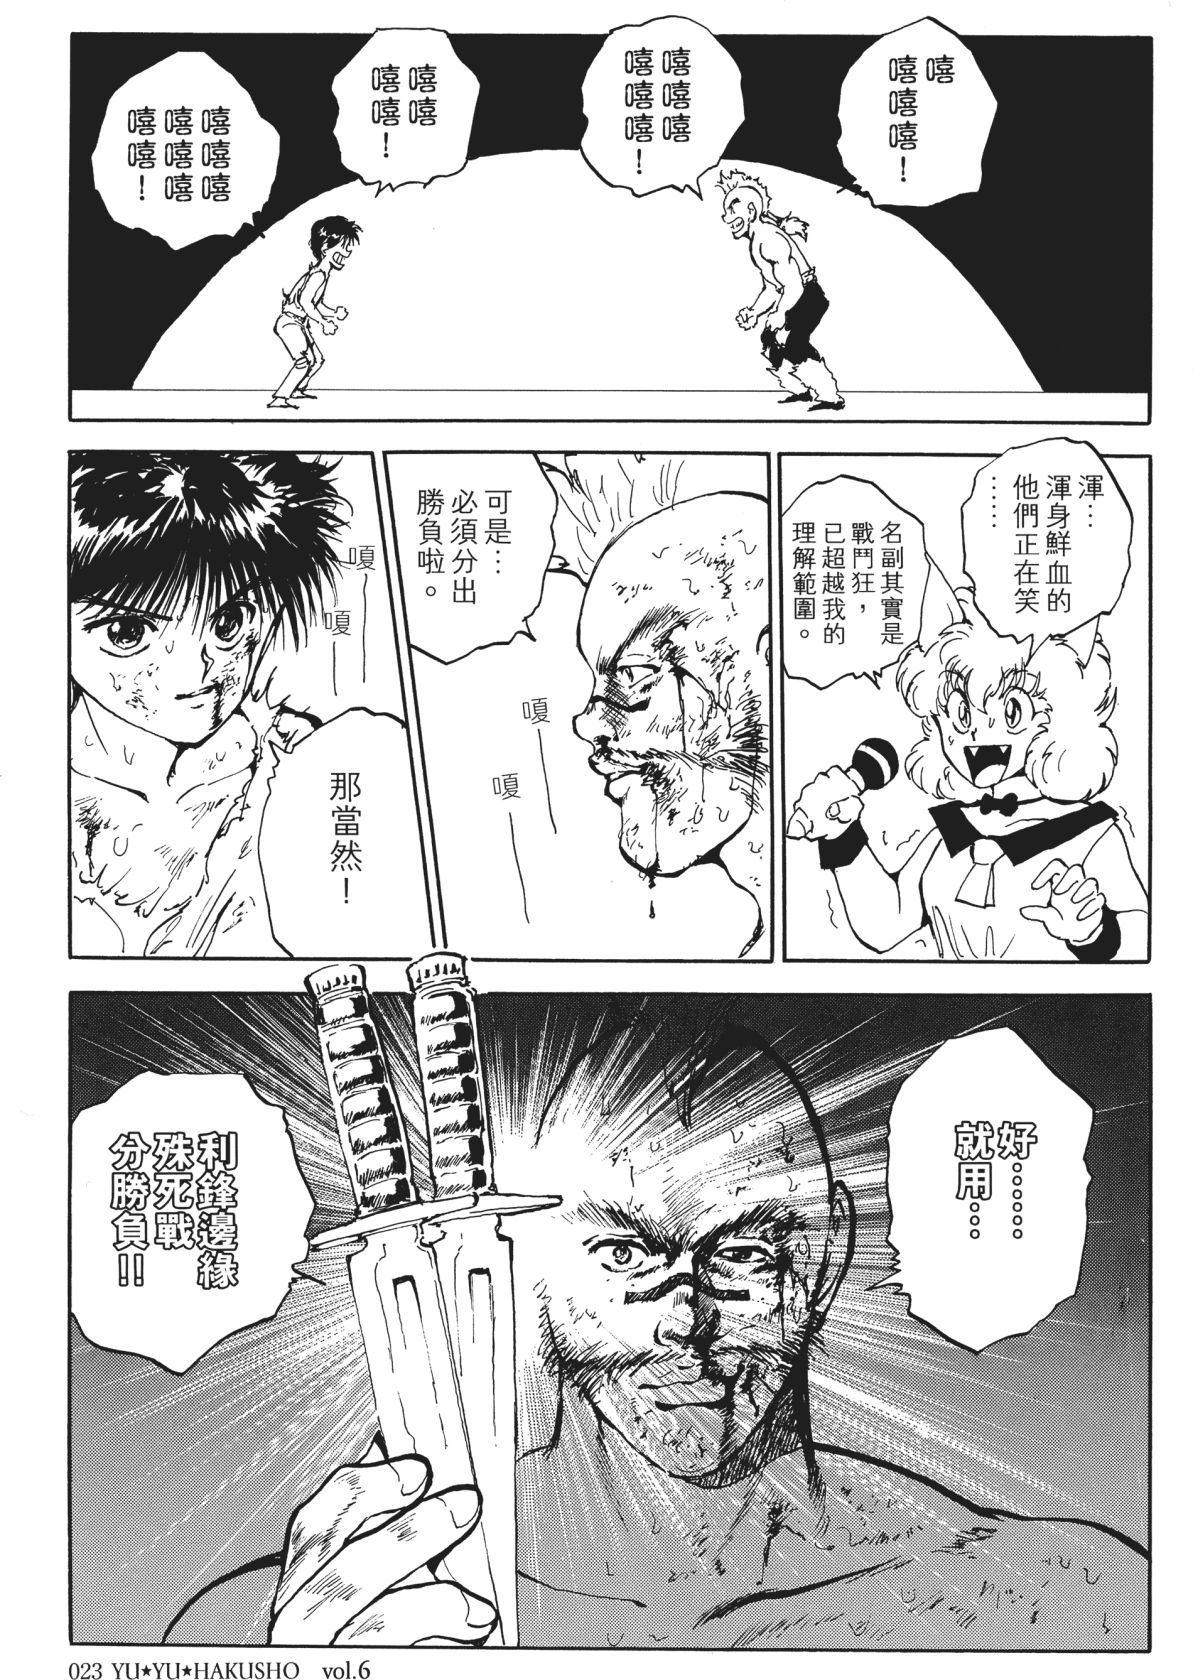 嘻
嘻嘻嘻！
嘻嘻嘻
嘻嘻嘻！
嘻嘻
嘻嘻！
嘻嘻嘻
嘻嘻嘻
嘻嘻！
渾…
渾身鮮血的
他們正在笑
……
名副其實是
戰鬥狂，
已超越我的
理解範圍。
可是…
必須分出
勝負啦。
嗄
嗄
嗄
嗄
那當然！
好……
就用…
利鋒邊緣
殊死戰
分勝負!!
023 YU★YU★HAKUSHO vol.6